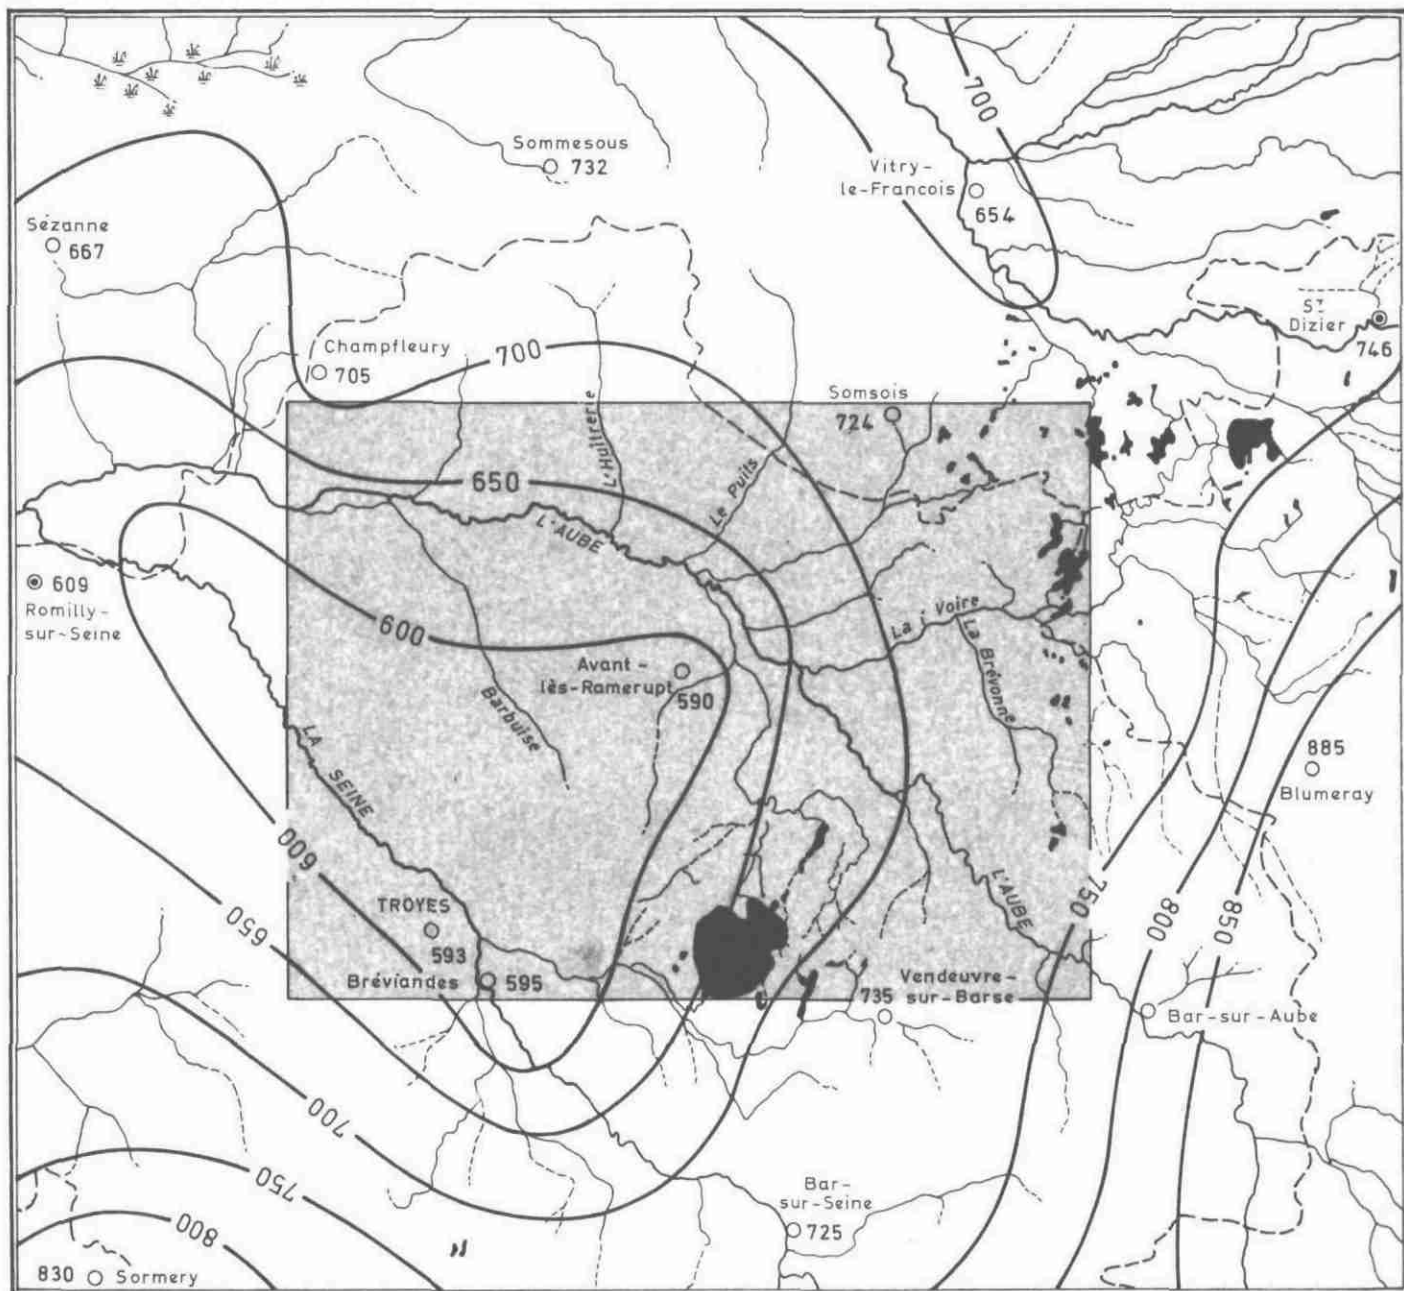 700
Sommesous
732
Vitry-
le-Francois
654
Sézanne
667
St
Dizier
746
Champfleury
705
700
Somsois
724
L'Huîtrerie
Le Puits
650
L'AUBE
609
Romilly-
sur-Seine
600
La Voire
La Brévonne
Avant-
lès-Ramerupt
590
Barbuise
LA SEINE
885
Blumeray
600
L'AUBE
750
800
850
650
TROYES
593
Bréviandes
595
Vendeuvre-
sur-Barse
735
Bar-sur-Aube
700
750
Bar-
sur-Seine
725
800
830
Sormery